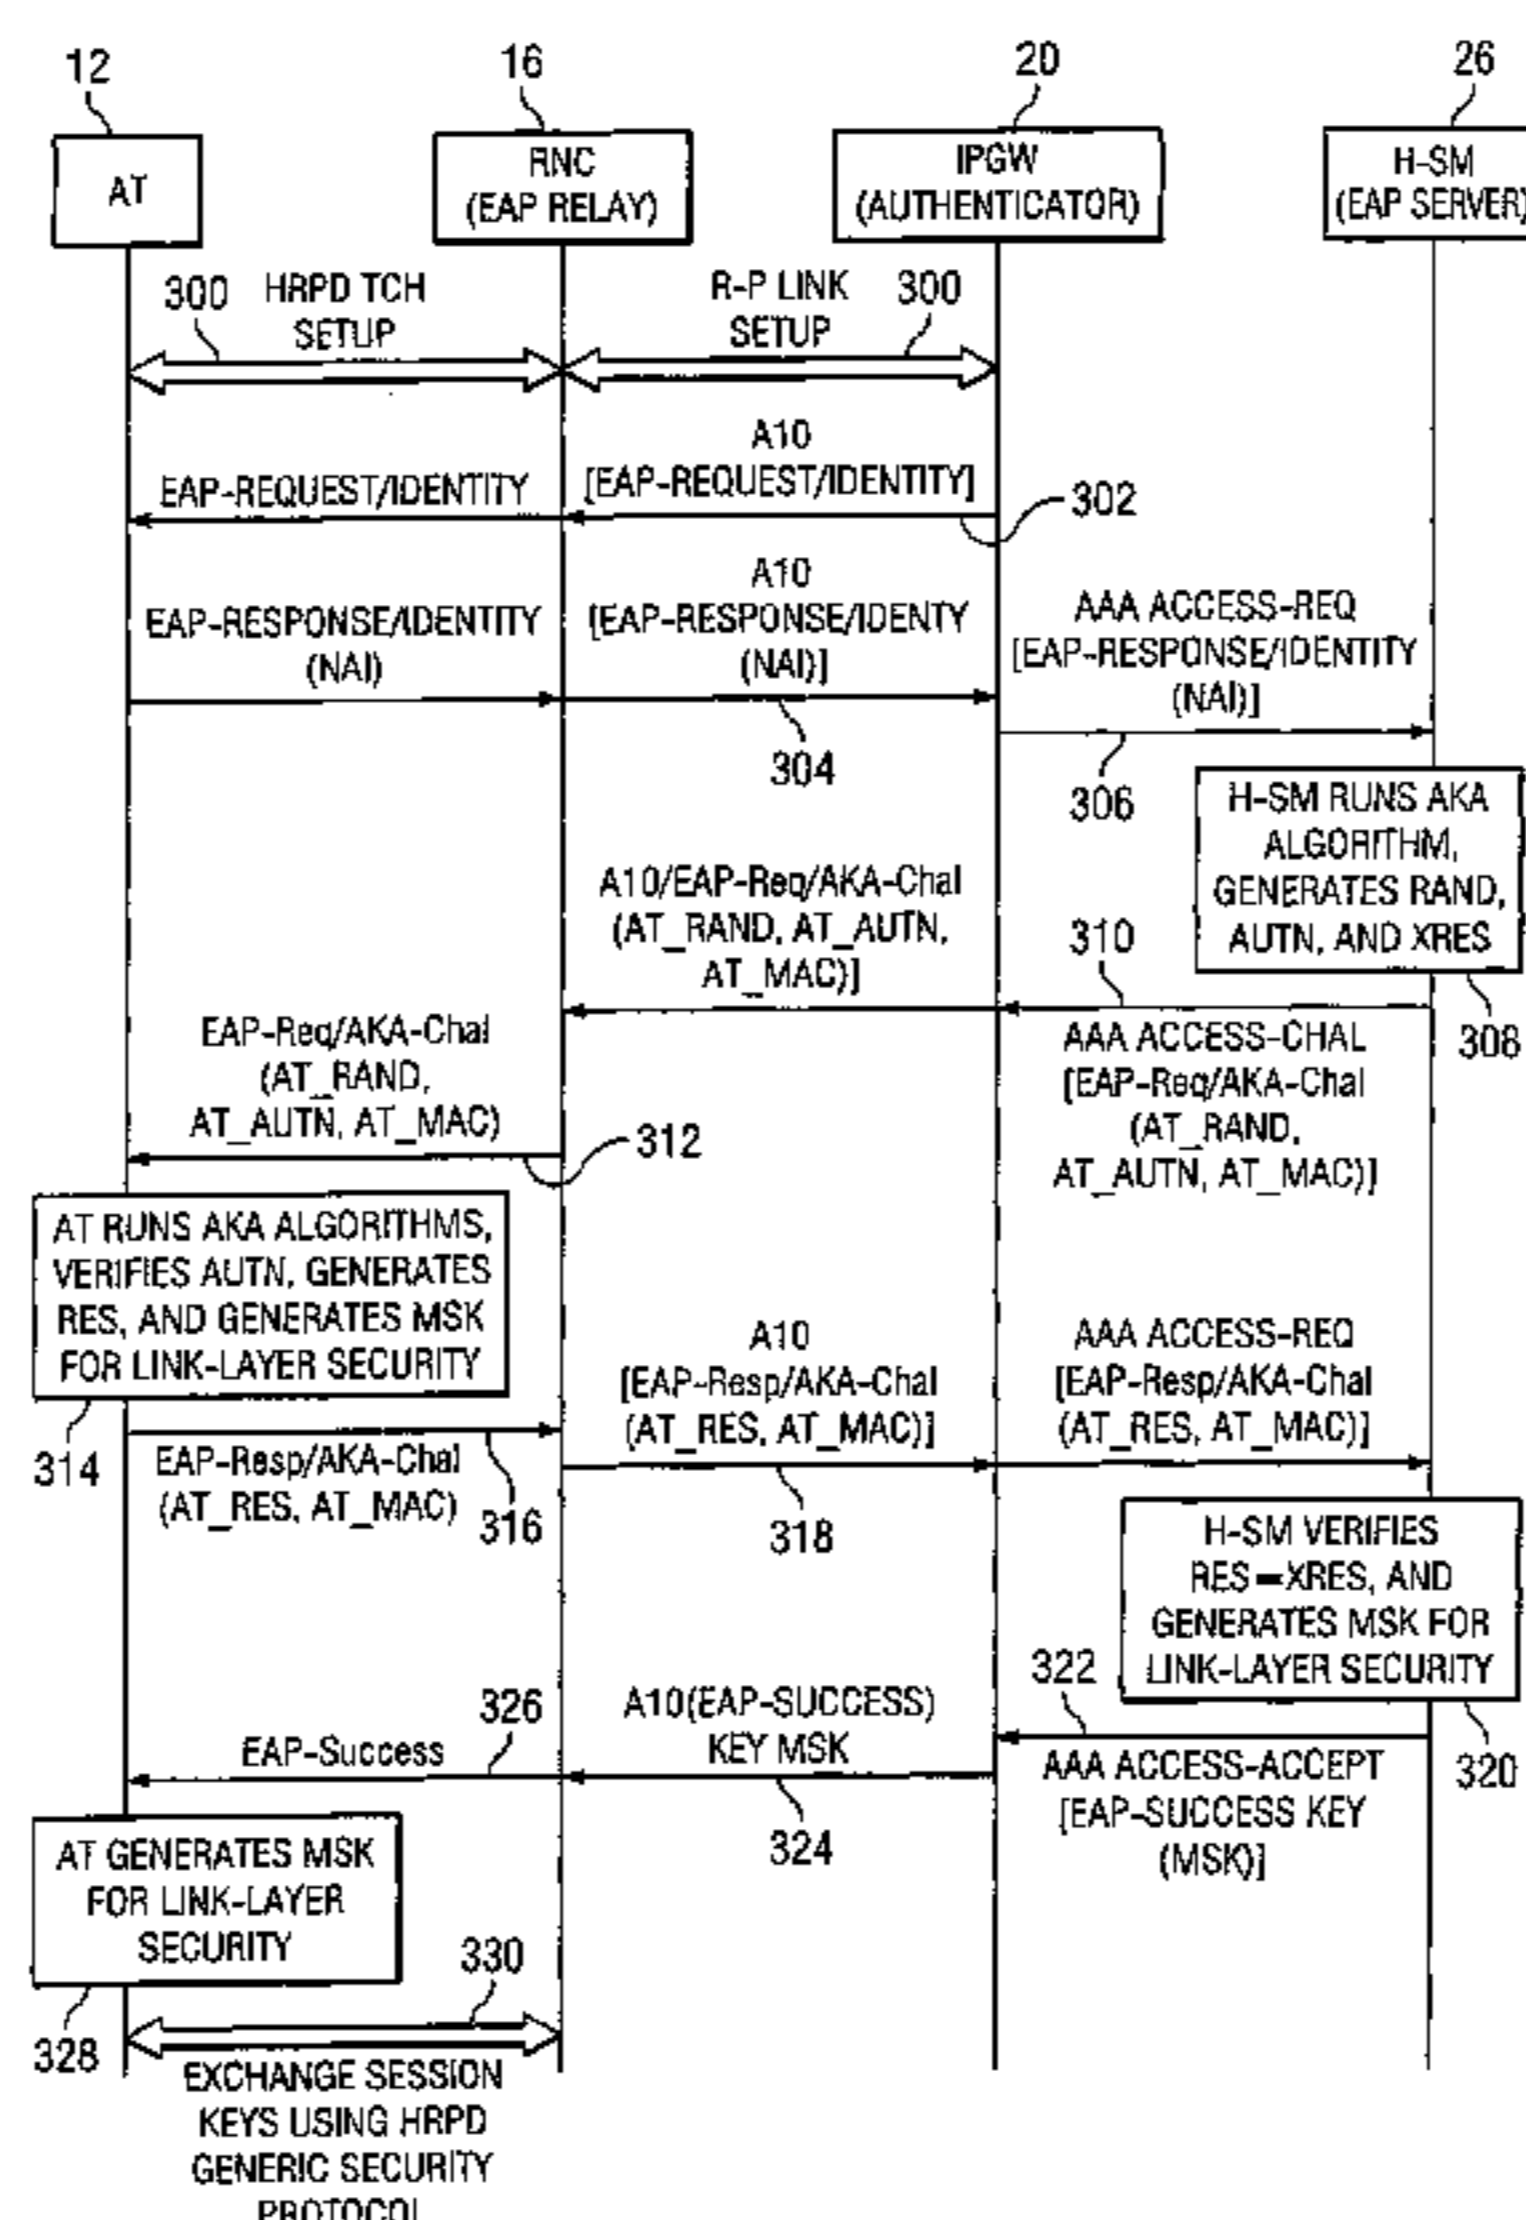 12
16
20
26
AT
RNC
(EAP RELAY)
IPGW
(AUTHENTICATOR)
H-SM
(EAP SERVER)
300
HRPD TCH
SETUP
R-P LINK
SETUP
300
EAP-REQUEST/IDENTITY
A10
[EAP-REQUEST/IDENTITY]
302
EAP-RESPONSE/IDENTITY
(NAI)
A10
[EAP-RESPONSE/IDENTY
(NAI)]
304
AAA ACCESS-REQ
[EAP-RESPONSE/IDENTITY
(NAI)]
306
H-SM RUNS AKA
ALGORITHM,
GENERATES RAND,
AUTN, AND XRES
308
A10/EAP-Req/AKA-Chal
(AT_RAND, AT_AUTN,
AT_MAC)]
310
AAA ACCESS-CHAL
[EAP-Req/AKA-Chal
(AT_RAND,
AT_AUTN, AT_MAC)]
EAP-Req/AKA-Chal
(AT_RAND,
AT_AUTN, AT_MAC)
312
AT RUNS AKA ALGORITHMS,
VERIFIES AUTN, GENERATES
RES, AND GENERATES MSK
FOR LINK-LAYER SECURITY
314
EAP-Resp/AKA-Chal
(AT_RES, AT_MAC)
316
A10
[EAP-Resp/AKA-Chal
(AT_RES, AT_MAC)]
318
AAA ACCESS-REQ
[EAP-Resp/AKA-Chal
(AT_RES, AT_MAC)]
H-SM VERIFIES
RES=XRES, AND
GENERATES MSK FOR
LINK-LAYER SECURITY
320
322
AAA ACCESS-ACCEPT
[EAP-SUCCESS KEY
(MSK)]
A10(EAP-SUCCESS)
KEY MSK
324
326
EAP-Success
AT GENERATES MSK
FOR LINK-LAYER
SECURITY
328
330
EXCHANGE SESSION
KEYS USING HRPD
GENERIC SECURITY
PROTOCOL